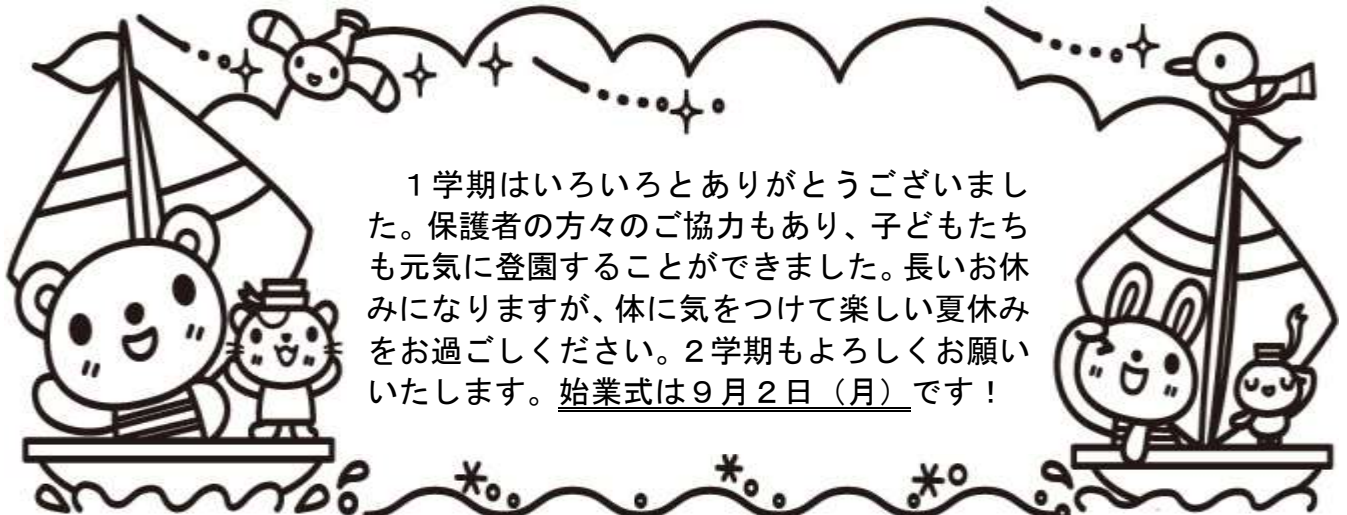 １学期はいろいろとありがとうございまし
た。保護者の方々のご協力もあり、子どもたち
も元気に登園することができました。長いお休
みになりますが、体に気をつけて楽しい夏休み
をお過ごしください。２学期もよろしくお願い
いたします。始業式は９月２日（月）です！